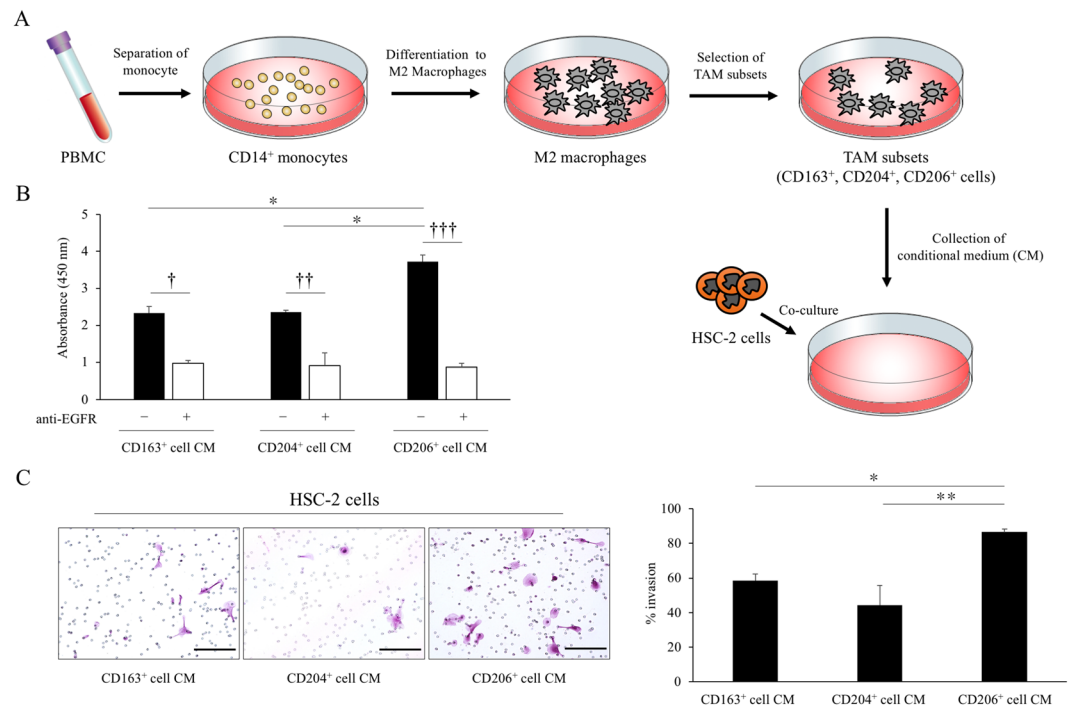 A
Separation of
monocyte
Differentiation to
M2 Macrophages
Selection of
TAM subsets
PBMC
CD14⁺ monocytes
M2 macrophages
TAM subsets
(CD163⁺, CD204⁺, CD206⁺ cells)
Collection of
conditional medium (CM)
HSC-2 cells
Co-culture
B
Absorbance (450 nm)
5
4
3
2
1
0
*
*
†
††
†††
anti-EGFR
− + − + − +
CD163⁺ cell CM
CD204⁺ cell CM
CD206⁺ cell CM
C
HSC-2 cells
CD163⁺ cell CM
CD204⁺ cell CM
CD206⁺ cell CM
*
**
% invasion
100
80
60
40
20
0
CD163⁺ cell CM
CD204⁺ cell CM
CD206⁺ cell CM